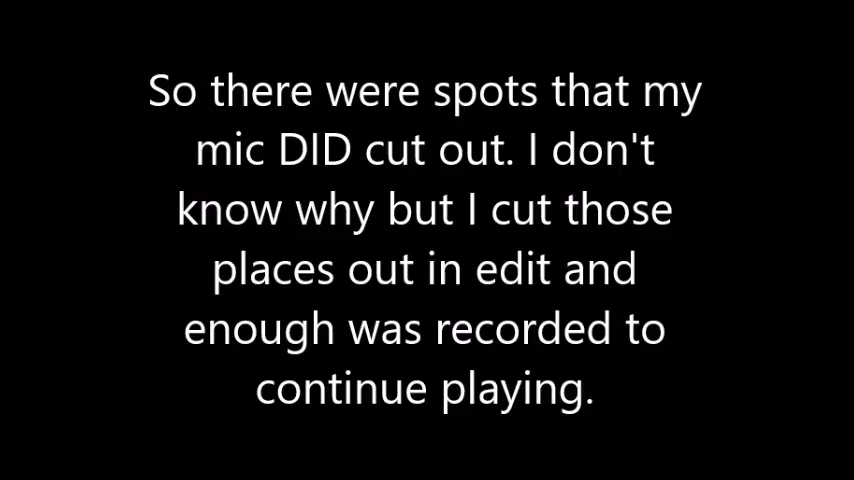 So there were spots that my
mic DID cut out. I don't
know why but I cut those
places out in edit and
enough was recorded to
continue playing.